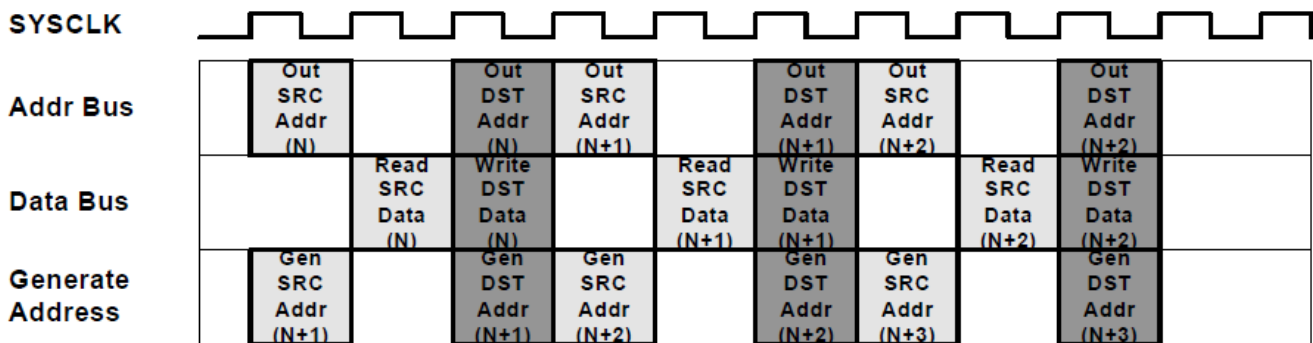 SYSCLK
Addr Bus
Out SRC Addr (N)
Out DST Addr (N)
Out SRC Addr (N+1)
Out DST Addr (N+1)
Out SRC Addr (N+2)
Out DST Addr (N+2)
Data Bus
Read SRC Data (N)
Write DST Data (N)
Read SRC Data (N+1)
Write DST Data (N+1)
Read SRC Data (N+2)
Write DST Data (N+2)
Generate Address
Gen SRC Addr (N+1)
Gen DST Addr (N+1)
Gen SRC Addr (N+2)
Gen DST Addr (N+2)
Gen SRC Addr (N+3)
Gen DST Addr (N+3)